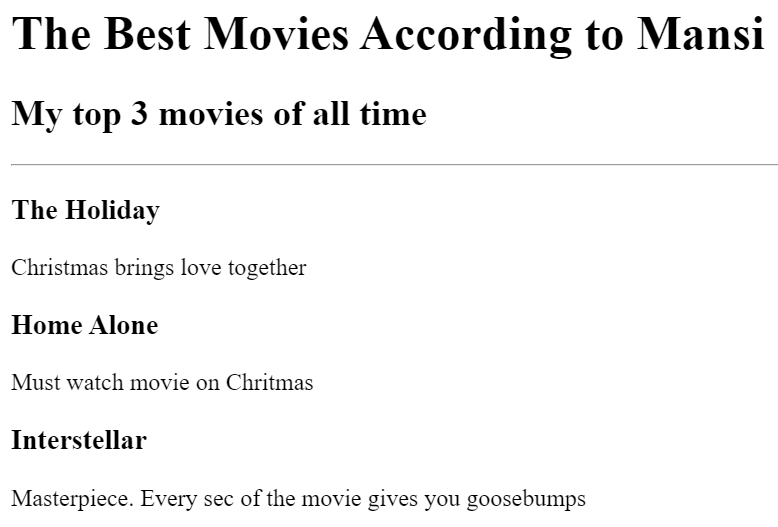 The Best Movies According to Mansi
My top 3 movies of all time
The Holiday
Christmas brings love together
Home Alone
Must watch movie on Chritmas
Interstellar
Masterpiece. Every sec of the movie gives you goosebumps